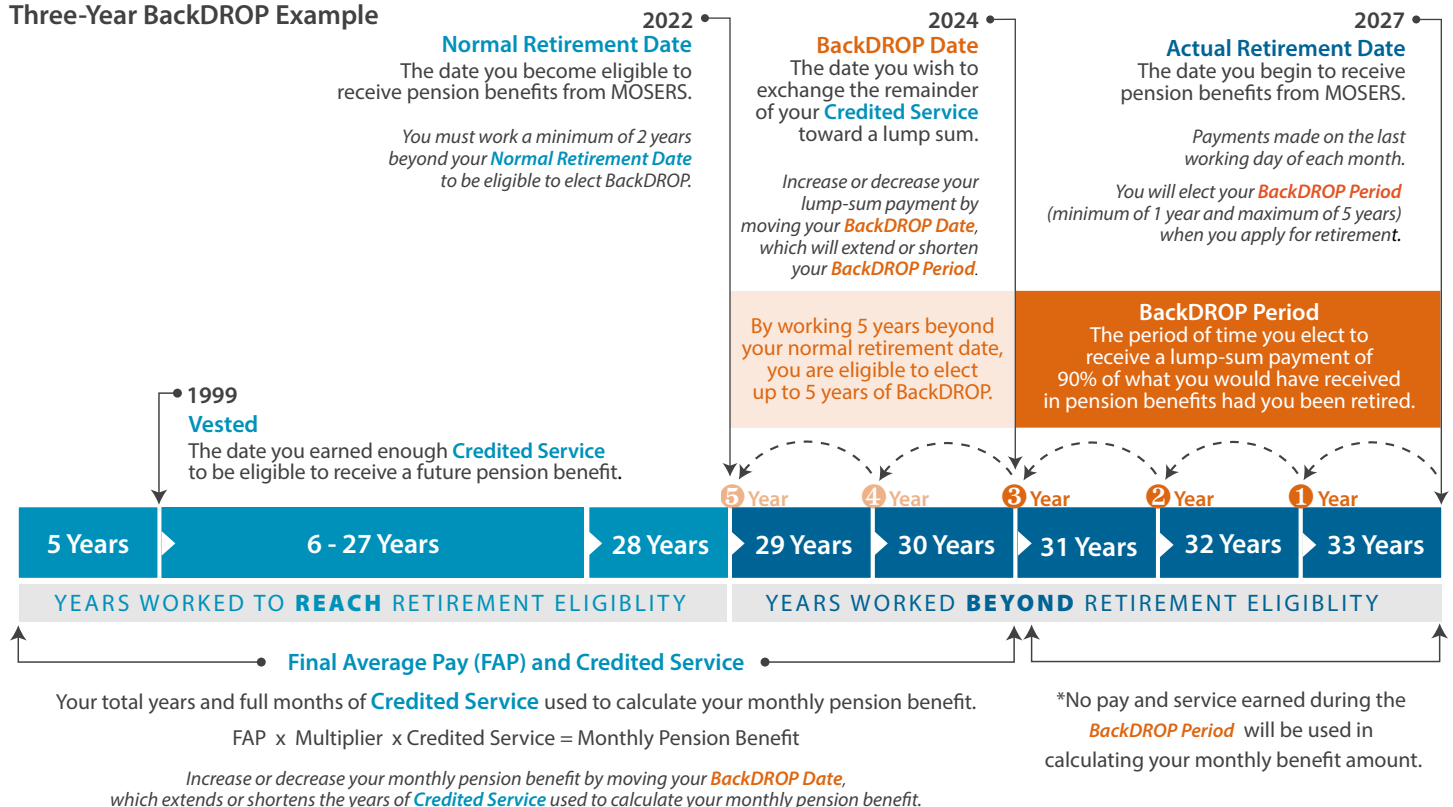 Three-Year BackDROP Example
2022
Normal Retirement Date
The date you become eligible to
receive pension benefits from MOSERS.
You must work a minimum of 2 years
beyond your Normal Retirement Date
to be eligible to elect BackDROP.
2024
BackDROP Date
The date you wish to
exchange the remainder
of your Credited Service
toward a lump sum.
Increase or decrease your
lump-sum payment by
moving your BackDROP Date,
which will extend or shorten
your BackDROP Period.
2027
Actual Retirement Date
The date you begin to receive
pension benefits from MOSERS.
Payments made on the last
working day of each month.
You will elect your BackDROP Period
(minimum of 1 year and maximum of 5 years)
when you apply for retirement.
By working 5 years beyond
your normal retirement date,
you are eligible to elect
up to 5 years of BackDROP.
BackDROP Period
The period of time you elect to
receive a lump-sum payment of
90% of what you would have received
in pension benefits had you been retired.
1999
Vested
The date you earned enough Credited Service
to be eligible to receive a future pension benefit.
5 Year 4 Year 3 Year 2 Year 1 Year
5 Years 6 - 27 Years 28 Years 29 Years 30 Years 31 Years 32 Years 33 Years
YEARS WORKED TO REACH RETIREMENT ELIGIBLITY YEARS WORKED BEYOND RETIREMENT ELIGIBLITY
Final Average Pay (FAP) and Credited Service
Your total years and full months of Credited Service used to calculate your monthly pension benefit.
FAP x Multiplier x Credited Service = Monthly Pension Benefit
Increase or decrease your monthly pension benefit by moving your BackDROP Date,
which extends or shortens the years of Credited Service used to calculate your monthly pension benefit.
*No pay and service earned during the
BackDROP Period will be used in
calculating your monthly benefit amount.